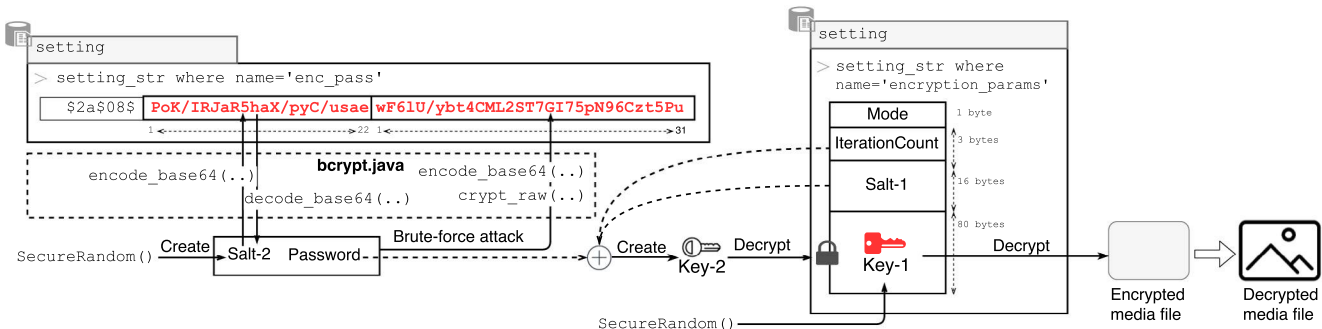 setting
> setting_str where name='enc_pass'
$2a$08$ PoK/IRJaR5haX/pyC/usae wF6lU/ybt4CML2ST7GI75pN96Czt5Pu
1 22 1 31
bcrypt.java
encode_base64(..)
decode_base64(..)
encode_base64(..)
crypt_raw(..)
SecureRandom()
Create
Salt-2 Password
Brute-force attack
Create
Key-2
Decrypt
setting
> setting_str where
name='encryption_params'
Mode
1 byte
IterationCount
3 bytes
Salt-1
16 bytes
80 bytes
Key-1
Decrypt
SecureRandom()
Encrypted
media file
Decrypted
media file